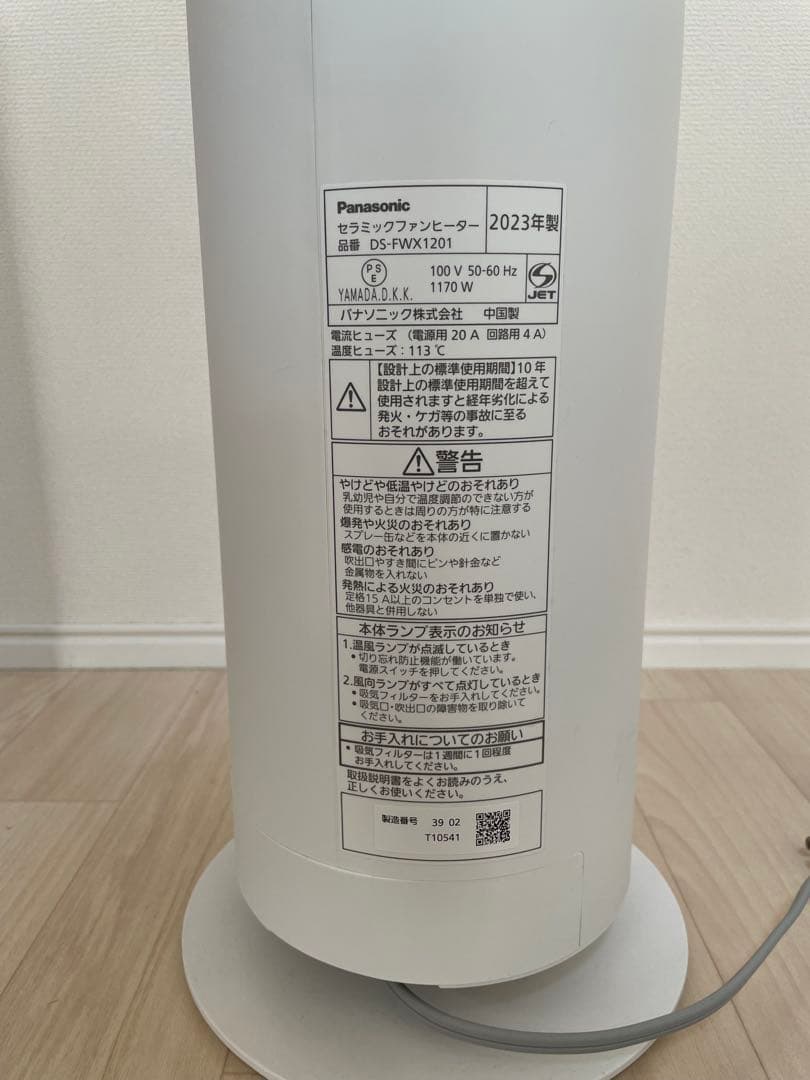 Panasonic
セラミックファンヒーター
品番 DS-FWX1201
2023年製
PS
E
YAMADA.D.K.K.
100 V 50-60 Hz
1170 W
JET
パナソニック株式会社 中国製
電流ヒューズ （電源用 20 A 回路用 4 A）
温度ヒューズ：113 ℃
【設計上の標準使用期間】10 年
設計上の標準使用期間を超えて
使用されますと経年劣化による
発火・ケガ等の事故に至る
おそれがあります。
警告
やけどや低温やけどのおそれあり
乳幼児や自分で温度調節のできない方が
使用するときは周りの方が特に注意する
爆発や火災のおそれあり
スプレー缶などを本体の近くに置かない
感電のおそれあり
吹出口やすき間にピンや針金など
金属物を入れない
発熱による火災のおそれあり
定格15 A以上のコンセントを単独で使い、
他器具と併用しない
本体ランプ表示のお知らせ
1.温風ランプが点滅しているとき
• 切り忘れ防止機能が働いています。
電源スイッチを押してください。
2.風向ランプがすべて点灯しているとき
• 吸気フィルターをお手入れしてください。
• 吸気口・吹出口の障害物を取り除いて
ください。
お手入れについてのお願い
• 吸気フィルターは1週間に1回程度
お手入れしてください。
取扱説明書をよくお読みのうえ、
正しくお使いください。
製造番号 39 02
T10541